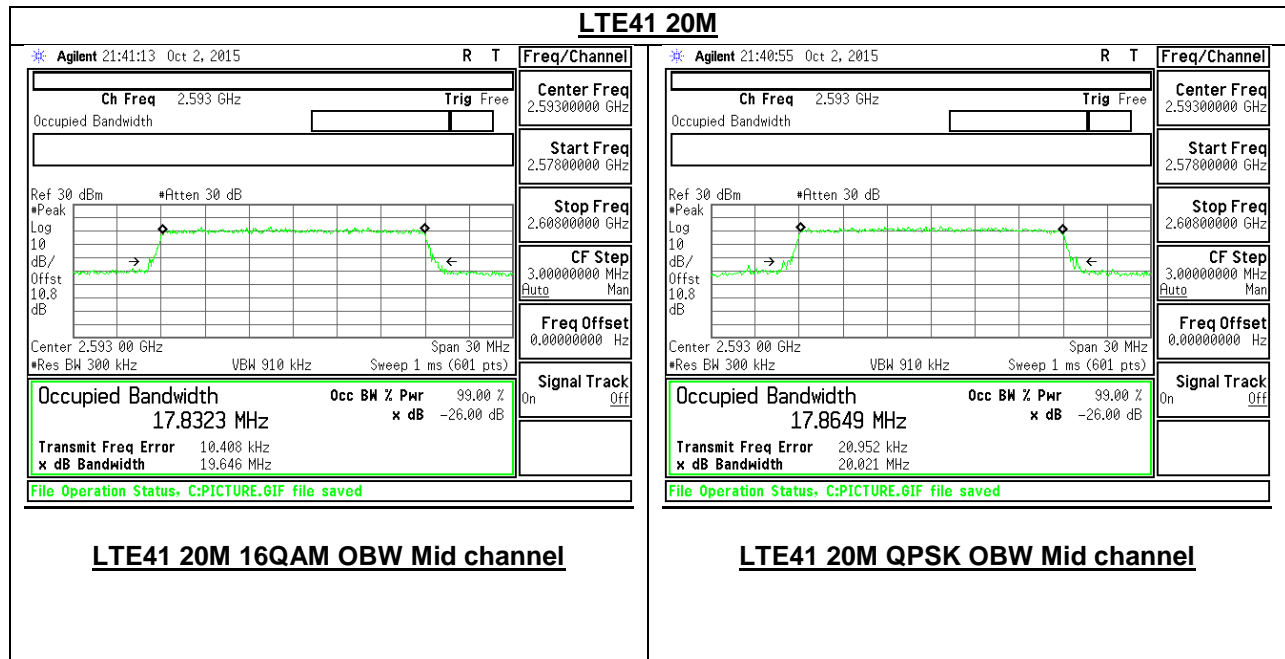 LTE41 20M
Agilent 21:41:13 Oct 2, 2015 R T
Freq/Channel
Ch Freq 2.593 GHz Trig Free
Occupied Bandwidth
Center Freq
2.59300000 GHz
Start Freq
2.57800000 GHz
Stop Freq
2.60800000 GHz
CF Step
3.00000000 MHz
Auto Man
Freq Offset
0.00000000 Hz
Signal Track
On Off
Ref 30 dBm #Atten 30 dB
#Peak
Log
10
dB/
Offst
10.8
dB
Center 2.593 00 GHz Span 30 MHz
#Res BW 300 kHz VBW 910 kHz Sweep 1 ms (601 pts)
Occupied Bandwidth Occ BW % Pwr 99.00 %
17.8323 MHz x dB -26.00 dB
Transmit Freq Error 10.408 kHz
x dB Bandwidth 19.646 MHz
File Operation Status, C:PICTURE.GIF file saved
LTE41 20M 16QAM OBW Mid channel
Agilent 21:40:55 Oct 2, 2015 R T
Freq/Channel
Ch Freq 2.593 GHz Trig Free
Occupied Bandwidth
Center Freq
2.59300000 GHz
Start Freq
2.57800000 GHz
Stop Freq
2.60800000 GHz
CF Step
3.00000000 MHz
Auto Man
Freq Offset
0.00000000 Hz
Signal Track
On Off
Ref 30 dBm #Atten 30 dB
#Peak
Log
10
dB/
Offst
10.8
dB
Center 2.593 00 GHz Span 30 MHz
#Res BW 300 kHz VBW 910 kHz Sweep 1 ms (601 pts)
Occupied Bandwidth Occ BW % Pwr 99.00 %
17.8649 MHz x dB -26.00 dB
Transmit Freq Error 20.952 kHz
x dB Bandwidth 20.021 MHz
File Operation Status, C:PICTURE.GIF file saved
LTE41 20M QPSK OBW Mid channel